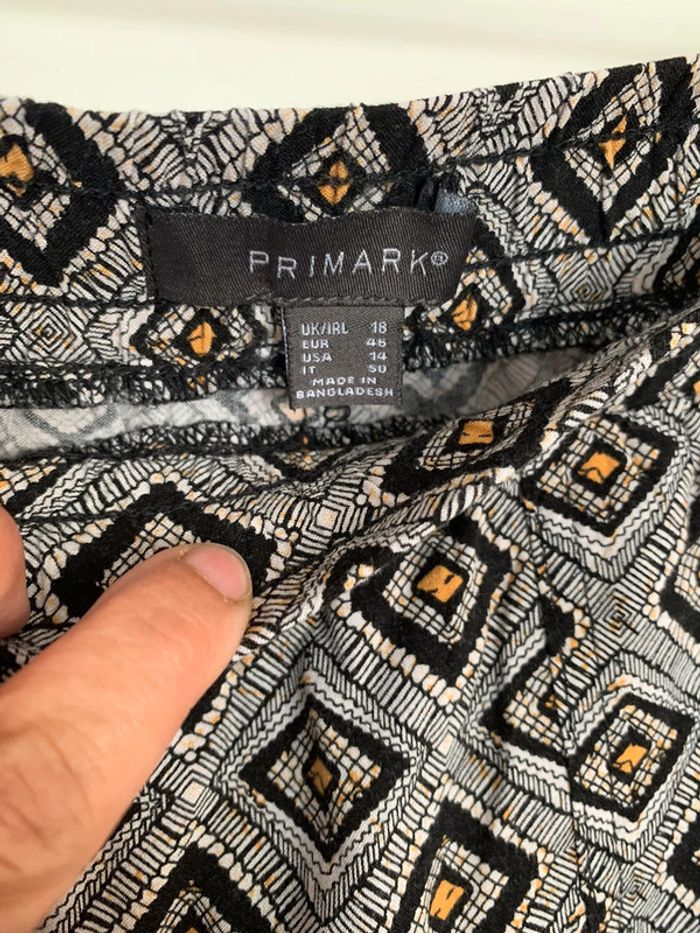 PRIMARK®
UK/IRL 18
EUR 46
USA 14
IT 50
MADE IN
BANGLADESH